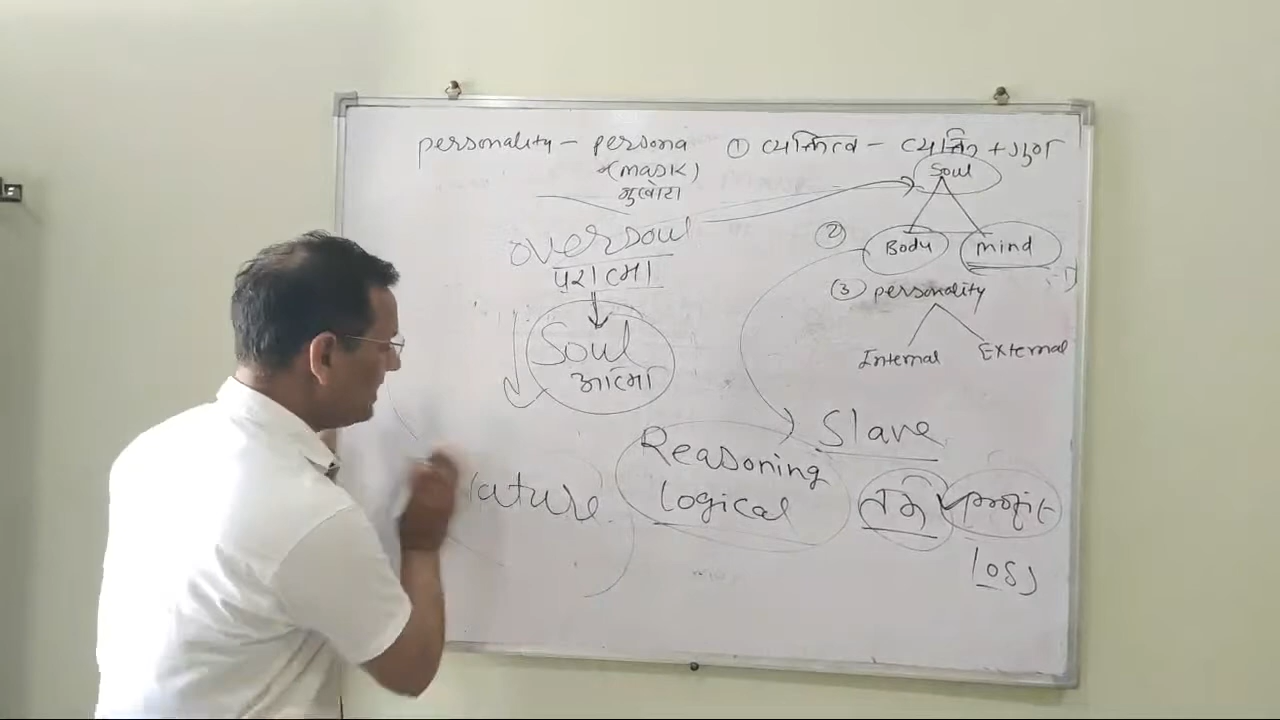 personality - persona ① व्यक्तित्व - व्यक्ति + गुण
(mask)
मुखोटा
Soul
oversoul
परात्मा
② Body mind
③ personality
Internal External
Soul
आत्मा
Slave
Reasoning
logical
तर्क profit
loss